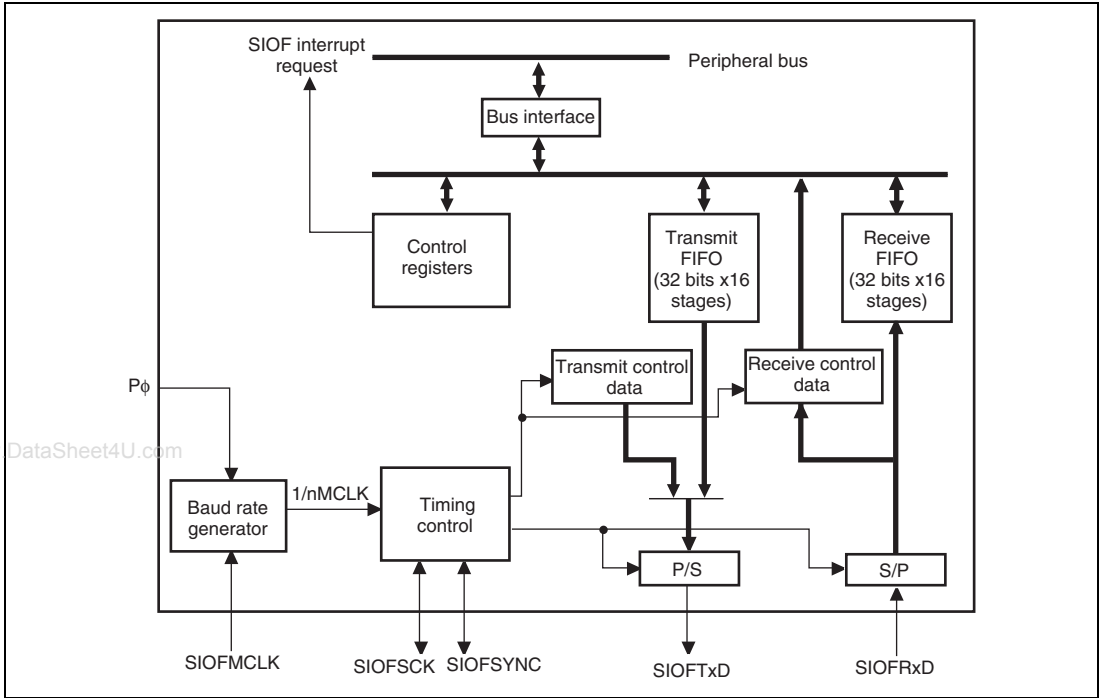 SIOF interrupt
request
Peripheral bus
Bus interface
Control
registers
Transmit
FIFO
(32 bits x16
stages)
Receive
FIFO
(32 bits x16
stages)
Transmit control
data
Receive control
data
Pϕ
DataSheet4U.com
Baud rate
generator
1/nMCLK
Timing
control
P/S
S/P
SIOFMCLK
SIOFSCK
SIOFSYNC
SIOFTxD
SIOFRxD